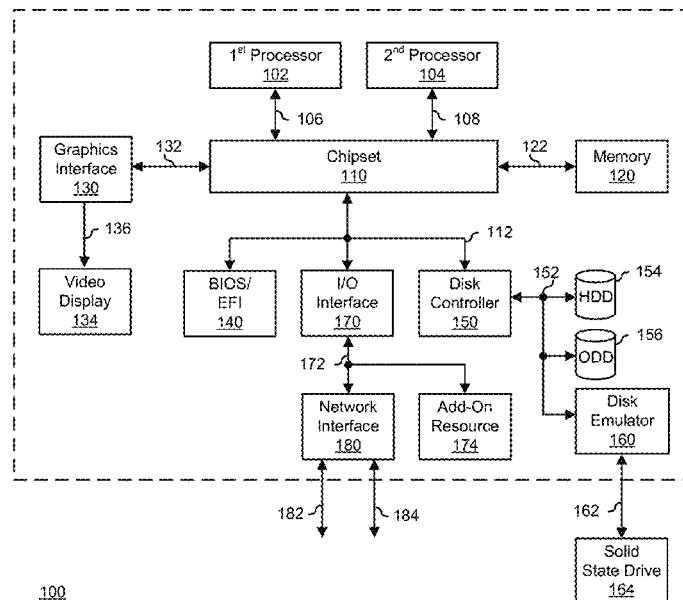 1st Processor
102
2nd Processor
104
106
108
Graphics
Interface
130
132
Chipset
110
122
Memory
120
136
112
Video
Display
134
BIOS/
EFI
140
I/O
Interface
170
Disk
Controller
150
152
HDD
154
ODD
156
172
Network
Interface
180
Add-On
Resource
174
Disk
Emulator
160
182
184
162
Solid
State Drive
164
100